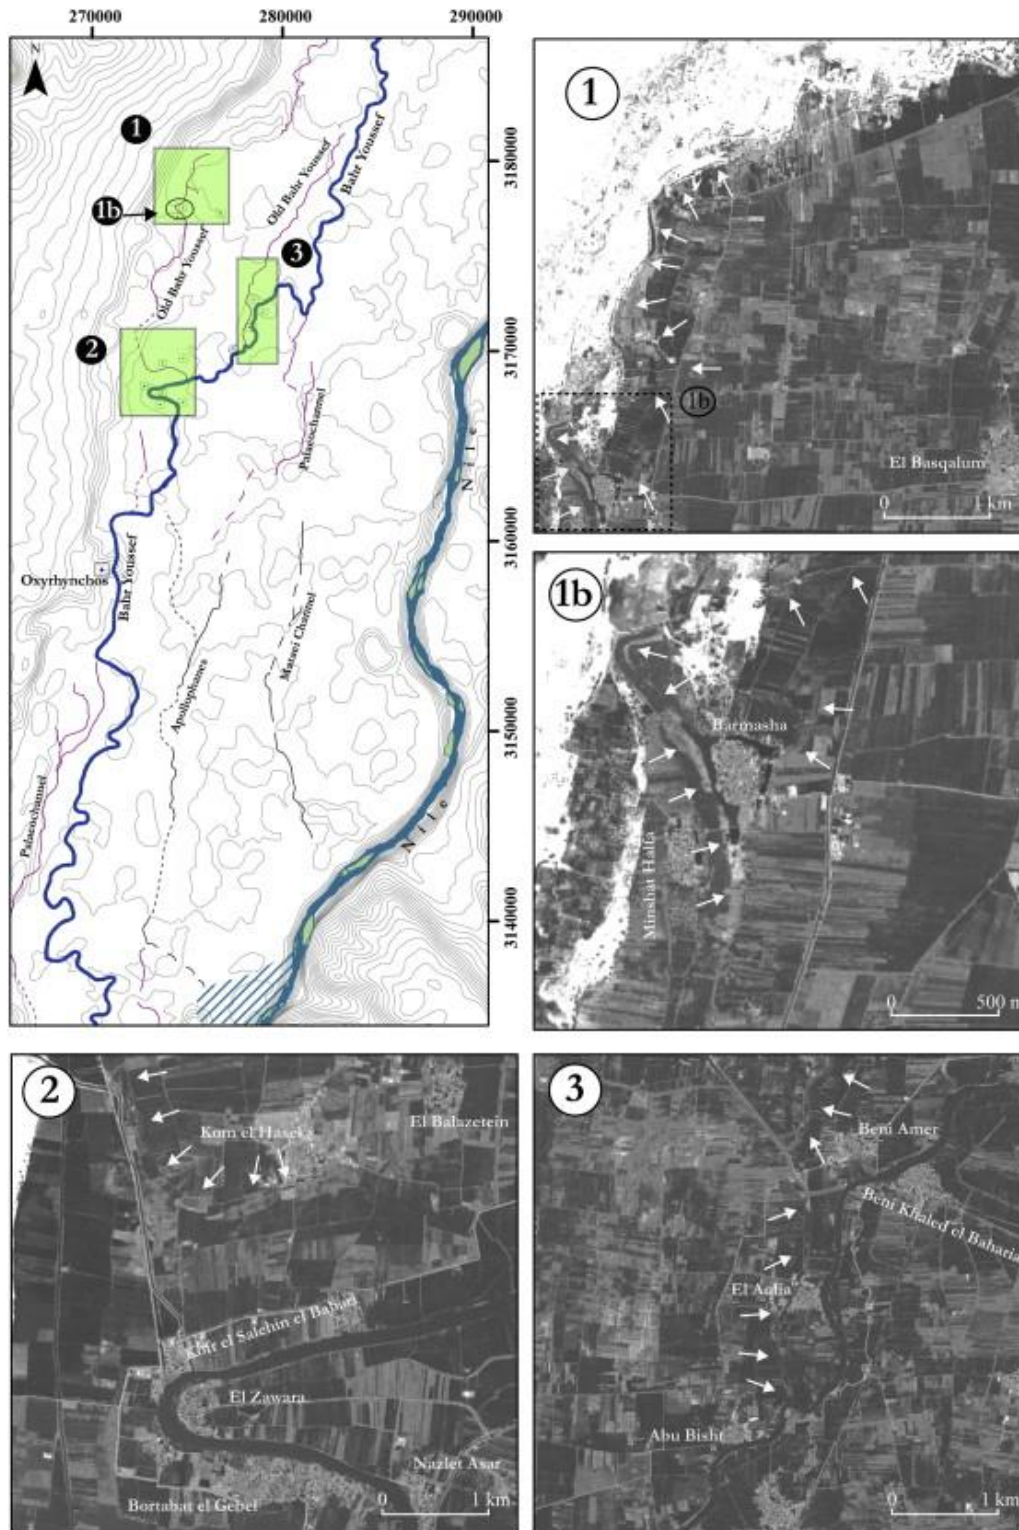 270000
280000
290000
N
1
1b
2
3
3180000
3170000
3160000
3150000
3140000
Old Bahr Youssef
Bahr Youssef
Old Bahr Youssef
Palaeochannel
Nile
Oxyrhynchos
Bahr Youssef
Apollophanes
Mataei Channel
Palaeochannel
Nile
1
1b
El Basqalum
0 1 km
1b
Barmasha
Minshat Halfa
0 500 m
2
Kom el Haseka
El Balazetein
Kafr el Salehin el Bahari
El Zawara
Nazlet Asar
Bortabat el Gebel
0 1 km
3
Beni Amer
Beni Khaled el Baharia
El Aulia
Abu Bisht
0 1 km